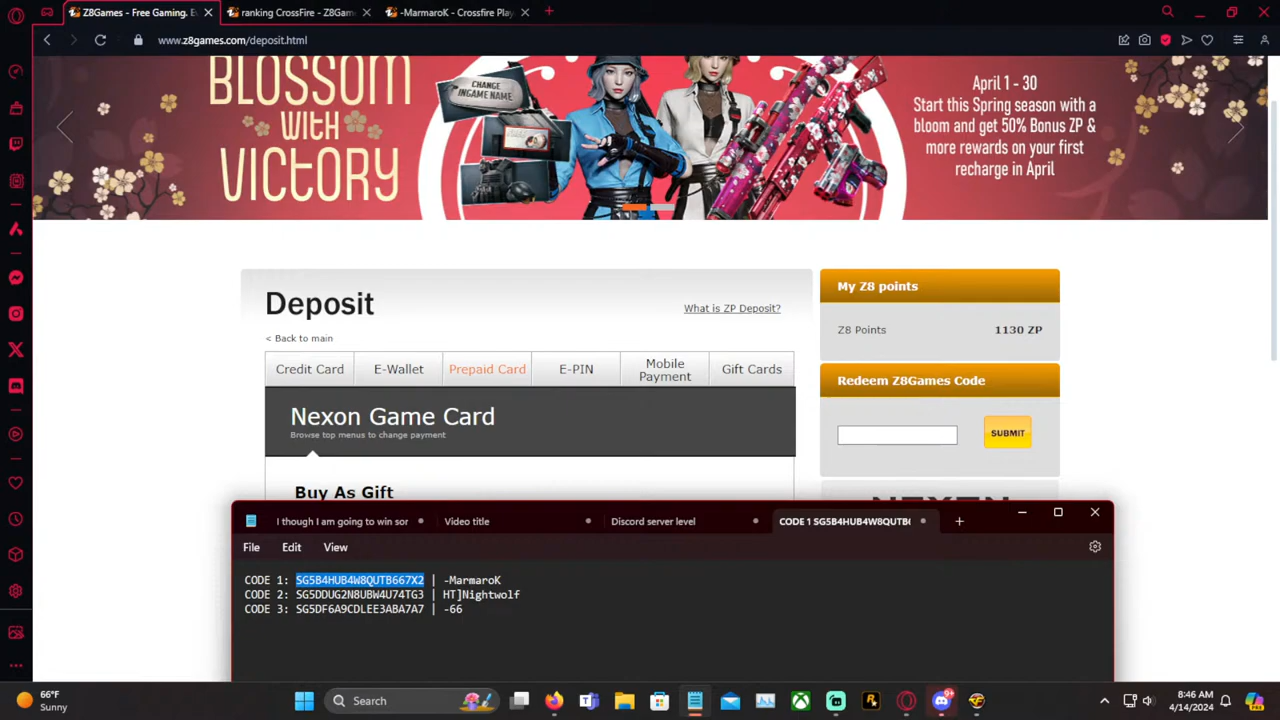 Z8Games - Free Gaming. E
ranking CrossFire - Z8Gam
-MarmaroK - Crossfire Play
www.z8games.com/deposit.html
BLOSSOM
WITH
VICTORY
CHANGE
INGAME NAME
April 1 - 30
Start this Spring season with a
bloom and get 50% Bonus ZP &
more rewards on your first
recharge in April
Deposit
What is ZP Deposit?
< Back to main
Credit Card
E-Wallet
Prepaid Card
E-PIN
Mobile
Payment
Gift Cards
Nexon Game Card
Browse top menus to change payment
Buy As Gift
My Z8 points
Z8 Points
1130 ZP
Redeem Z8Games Code
SUBMIT
NEXON
I though I am going to win sor
Video title
Discord server level
CODE 1 SG5B4HUB4W8QUTB6
File
Edit
View
CODE 1: SG5B4HUB4W8QUTB667X2 | -MarmaroK
CODE 2: SG5DDUG2N8UBW4U74TG3 | HT]Nightwolf
CODE 3: SG5DF6A9CDLEE3ABA7A7 | -66
66°F
Sunny
Search
8:46 AM
4/14/2024